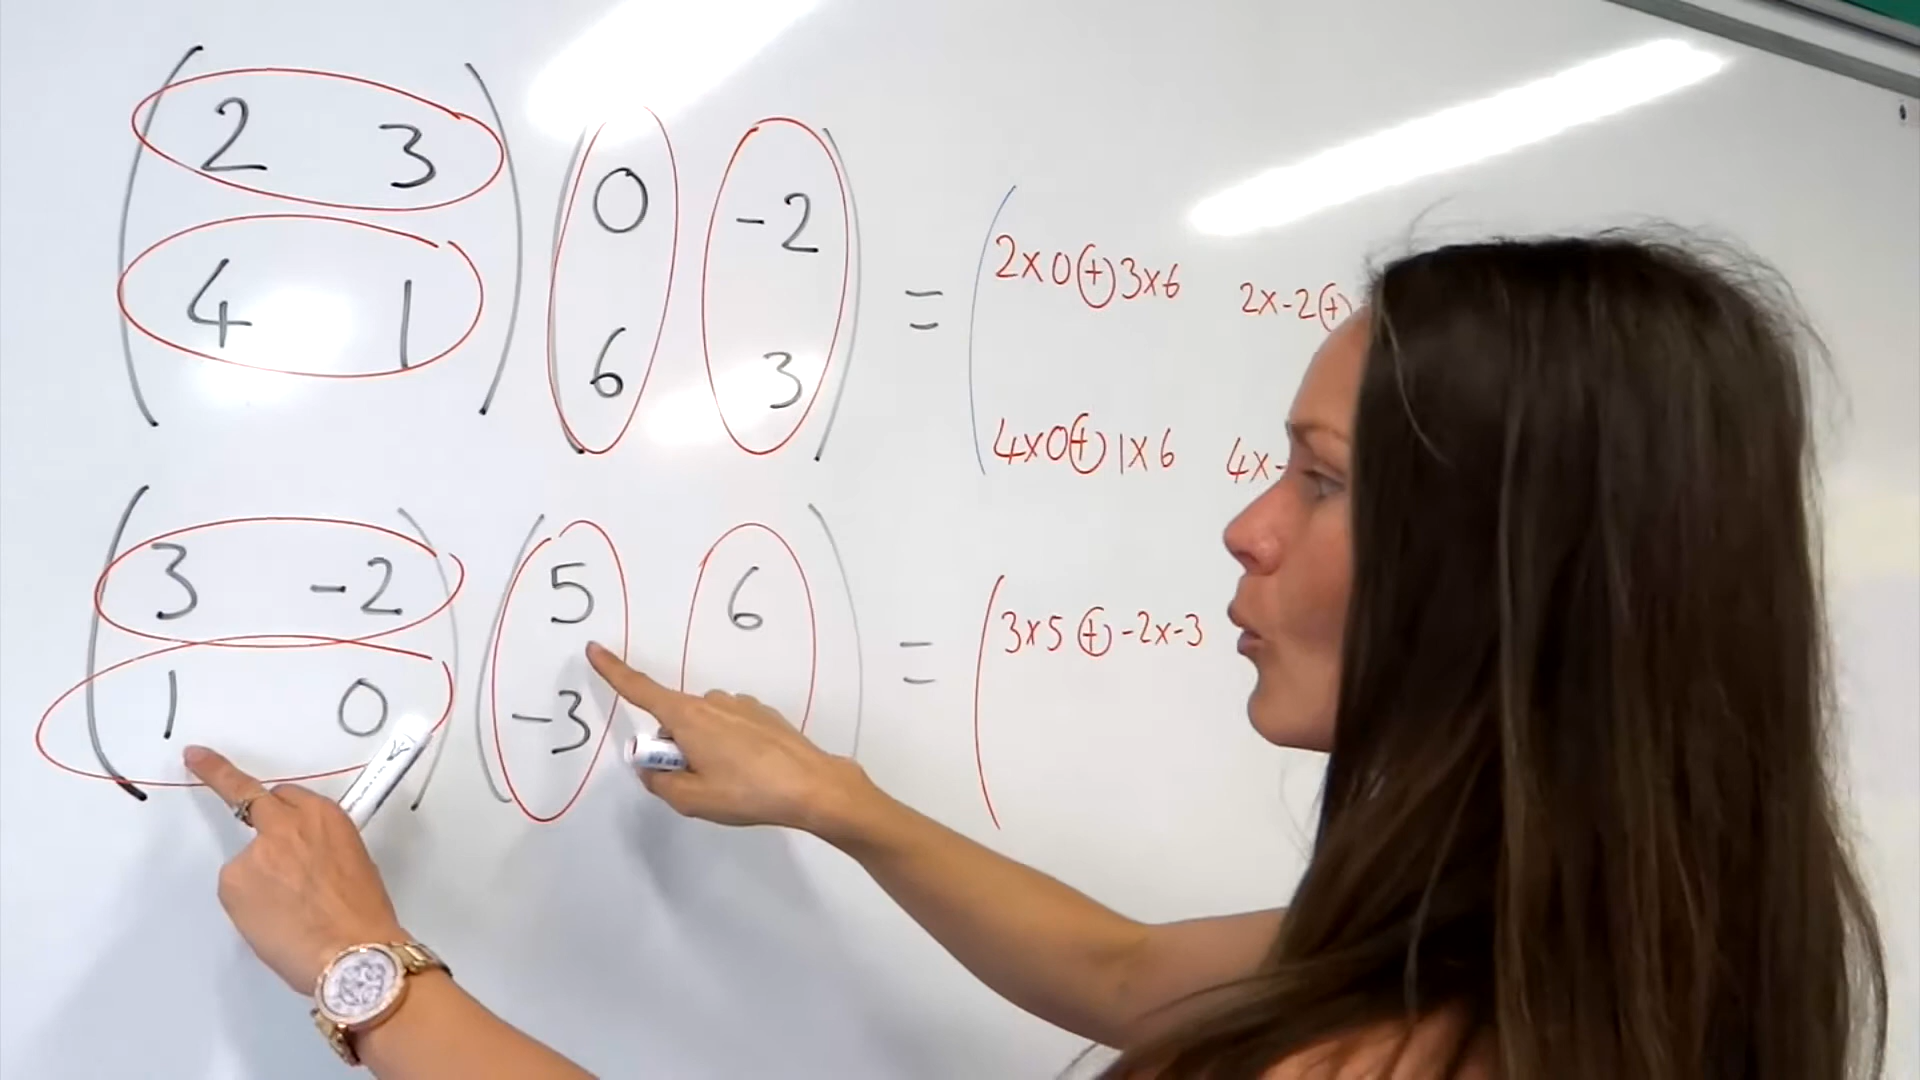 2 3 0 -2 = 2x0+3x6 2x-2+
4 1 6 3 4x0+1x6 4x-
3 -2 5 6 = 3x5+-2x-3
1 0 -3